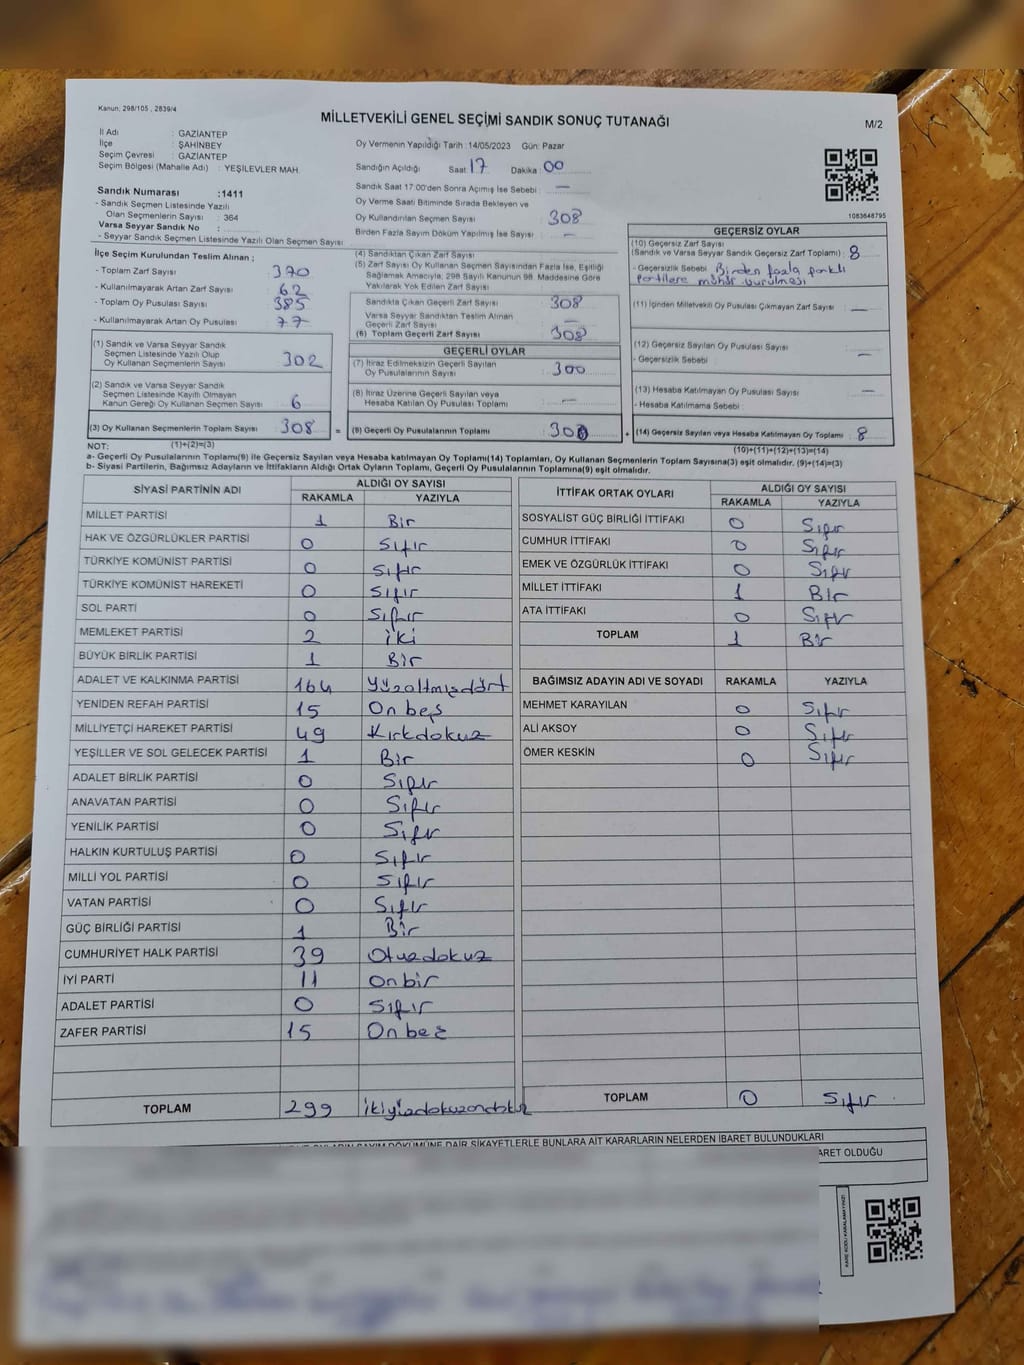 Kanun: 298/105 , 2839/4
MİLLETVEKİLİ GENEL SEÇİMİ SANDIK SONUÇ TUTANAĞI
M/2
İl Adı : GAZİANTEP
İlçe : ŞAHİNBEY
Seçim Çevresi : GAZİANTEP
Seçim Bölgesi (Mahalle Adı) : YEŞİLEVLER MAH.
Sandık Numarası :1411
- Sandık Seçmen Listesinde Yazılı
Olan Seçmenlerin Sayısı : 364
Varsa Seyyar Sandık No :
- Seyyar Sandık Seçmen Listesinde Yazılı Olan Seçmen Sayısı
Oy Vermenin Yapıldığı Tarih :14/05/2023 Gün: Pazar
Sandığın Açıldığı Saat 17 Dakika : 00
Sandık Saat 17:00'den Sonra Açımış İse Sebebi : —
Oy Verme Saati Bitiminde Sırada Bekleyen ve
Oy Kullandırılan Seçmen Sayısı : 308
Birden Fazla Sayım Döküm Yapılmış İse Sayısı : —
1083648795
İlçe Seçim Kurulundan Teslim Alınan ;
- Toplam Zarf Sayısı : 370
- Kullanılmayarak Artan Zarf Sayısı : 62
- Toplam Oy Pusulası Sayısı : 385
- Kullanılmayarak Artan Oy Pusulası : 77
(1) Sandık ve Varsa Seyyar Sandık
Seçmen Listesinde Yazılı Olup
Oy Kullanan Seçmenlerin Sayısı : 302
(2) Sandık ve Varsa Seyyar Sandık
Seçmen Listesinde Kayıtlı Olmayan
Kanun Gereği Oy Kullanan Seçmen Sayısı : 6
(3) Oy Kullanan Seçmenlerin Toplam Sayısı : 308 =
(4) Sandıktan Çıkan Zarf Sayısı :
(5) Zarf Sayısı Oy Kullanan Seçmen Sayısından Fazla İse, Eşitliği
Sağlamak Amacıyla, 298 Sayılı Kanunun 98. Maddesine Göre
Yakılarak Yok Edilen Zarf Sayısı :
Sandıkta Çıkan Geçerli Zarf Sayısı : 308
Varsa Seyyar Sandıktan Teslim Alınan
Geçerli Zarf Sayısı : —
(6) Toplam Geçerli Zarf Sayısı : 308
GEÇERLİ OYLAR
(7) İtiraz Edilmeksizin Geçerli Sayılan
Oy Pusulalarının Sayısı : 300
(8) İtiraz Üzerine Geçerli Sayılan veya
Hesaba Katılan Oy Pusulası Toplamı : —
(9) Geçerli Oy Pusulalarının Toplamı : 300 +
GEÇERSİZ OYLAR
(10) Geçersiz Zarf Sayısı
(Sandık ve Varsa Seyyar Sandık Geçersiz Zarf Toplamı) : 8
- Geçersizlik Sebebi : Birden fazla farklı
partilere mühür vurulması
(11) İçinden Milletvekili Oy Pusulası Çıkmayan Zarf Sayısı : —
(12) Geçersiz Sayılan Oy Pusulası Sayısı : —
- Geçersizlik Sebebi :
(13) Hesaba Katılmayan Oy Pusulası Sayısı : —
- Hesaba Katılmama Sebebi :
(14) Geçersiz Sayılan veya Hesaba Katılmayan Oy Toplamı : 8
NOT: (1)+(2)=(3)
(10)+(11)+(12)+(13)=(14)
a- Geçerli Oy Pusulalarının Toplamı(9) ile Geçersiz Sayılan veya Hesaba katılmayan Oy Toplamı(14) Toplamları, Oy Kullanan Seçmenlerin Toplam Sayısına(3) eşit olmalıdır. (9)+(14)=(3)
b- Siyasi Partilerin, Bağımsız Adayların ve İttifakların Aldığı Ortak Oyların Toplamı, Geçerli Oy Pusulalarının Toplamına(9) eşit olmalıdır.
SİYASİ PARTİNİN ADI ALDIĞI OY SAYISI
RAKAMLA YAZIYLA
MİLLET PARTİSİ 1 Bir
HAK VE ÖZGÜRLÜKLER PARTİSİ 0 Sıfır
TÜRKİYE KOMÜNİST PARTİSİ 0 Sıfır
TÜRKİYE KOMÜNİST HAREKETİ 0 Sıfır
SOL PARTİ 0 Sıfır
MEMLEKET PARTİSİ 2 iki
BÜYÜK BİRLİK PARTİSİ 1 Bir
ADALET VE KALKINMA PARTİSİ 164 Yüzaltmışdört
YENİDEN REFAH PARTİSİ 15 On beş
MİLLİYETÇİ HAREKET PARTİSİ 49 Kırkdokuz
YEŞİLLER VE SOL GELECEK PARTİSİ 1 Bir
ADALET BİRLİK PARTİSİ 0 Sıfır
ANAVATAN PARTİSİ 0 Sıfır
YENİLİK PARTİSİ 0 Sıfır
HALKIN KURTULUŞ PARTİSİ 0 Sıfır
MİLLİ YOL PARTİSİ 0 Sıfır
VATAN PARTİSİ 0 Sıfır
GÜÇ BİRLİĞİ PARTİSİ 1 Bir
CUMHURİYET HALK PARTİSİ 39 Otuzdokuz
İYİ PARTİ 11 Onbir
ADALET PARTİSİ 0 Sıfır
ZAFER PARTİSİ 15 On beş
TOPLAM 299 ikiyüzdoksandokuz
İTTİFAK ORTAK OYLARI ALDIĞI OY SAYISI
RAKAMLA YAZIYLA
SOSYALİST GÜÇ BİRLİĞİ İTTİFAKI 0 Sıfır
CUMHUR İTTİFAKI 0 Sıfır
EMEK VE ÖZGÜRLÜK İTTİFAKI 0 Sıfır
MİLLET İTTİFAKI 1 Bir
ATA İTTİFAKI 0 Sıfır
TOPLAM 1 Bir
BAĞIMSIZ ADAYIN ADI VE SOYADI RAKAMLA YAZIYLA
MEHMET KARAYILAN 0 Sıfır
ALİ AKSOY 0 Sıfır
ÖMER KESKİN 0 Sıfır
TOPLAM 0 Sıfır
SAYIM DÖKÜMÜNE DAİR ŞİKAYETLERLE BUNLARA AİT KARARLARIN NELERDEN İBARET BULUNDUKLARI
OLDUĞU
KARE KODU KARALAMAYINIZ!